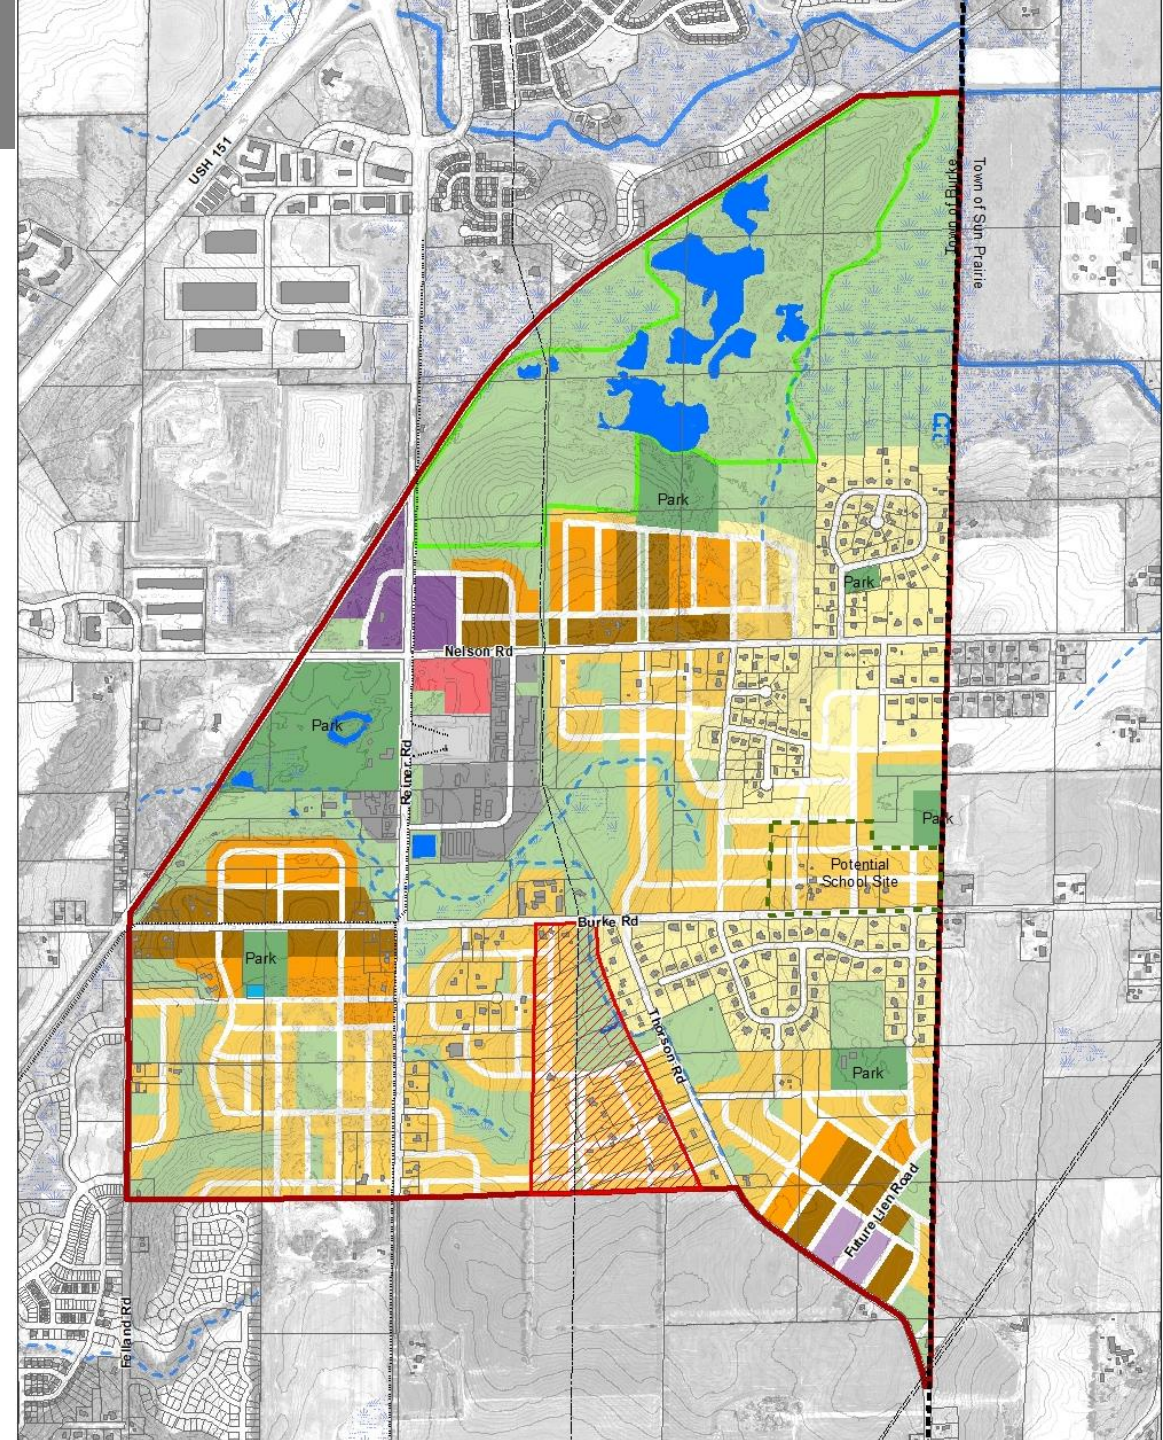 USH 151
Town of Burke
Town of Sun Prairie
Park
Park
Nelson Rd
Park
Reiner Rd
Park
Potential
School Site
Burke Rd
Park
Thorson Rd
Park
Future Lien Road
Felland Rd